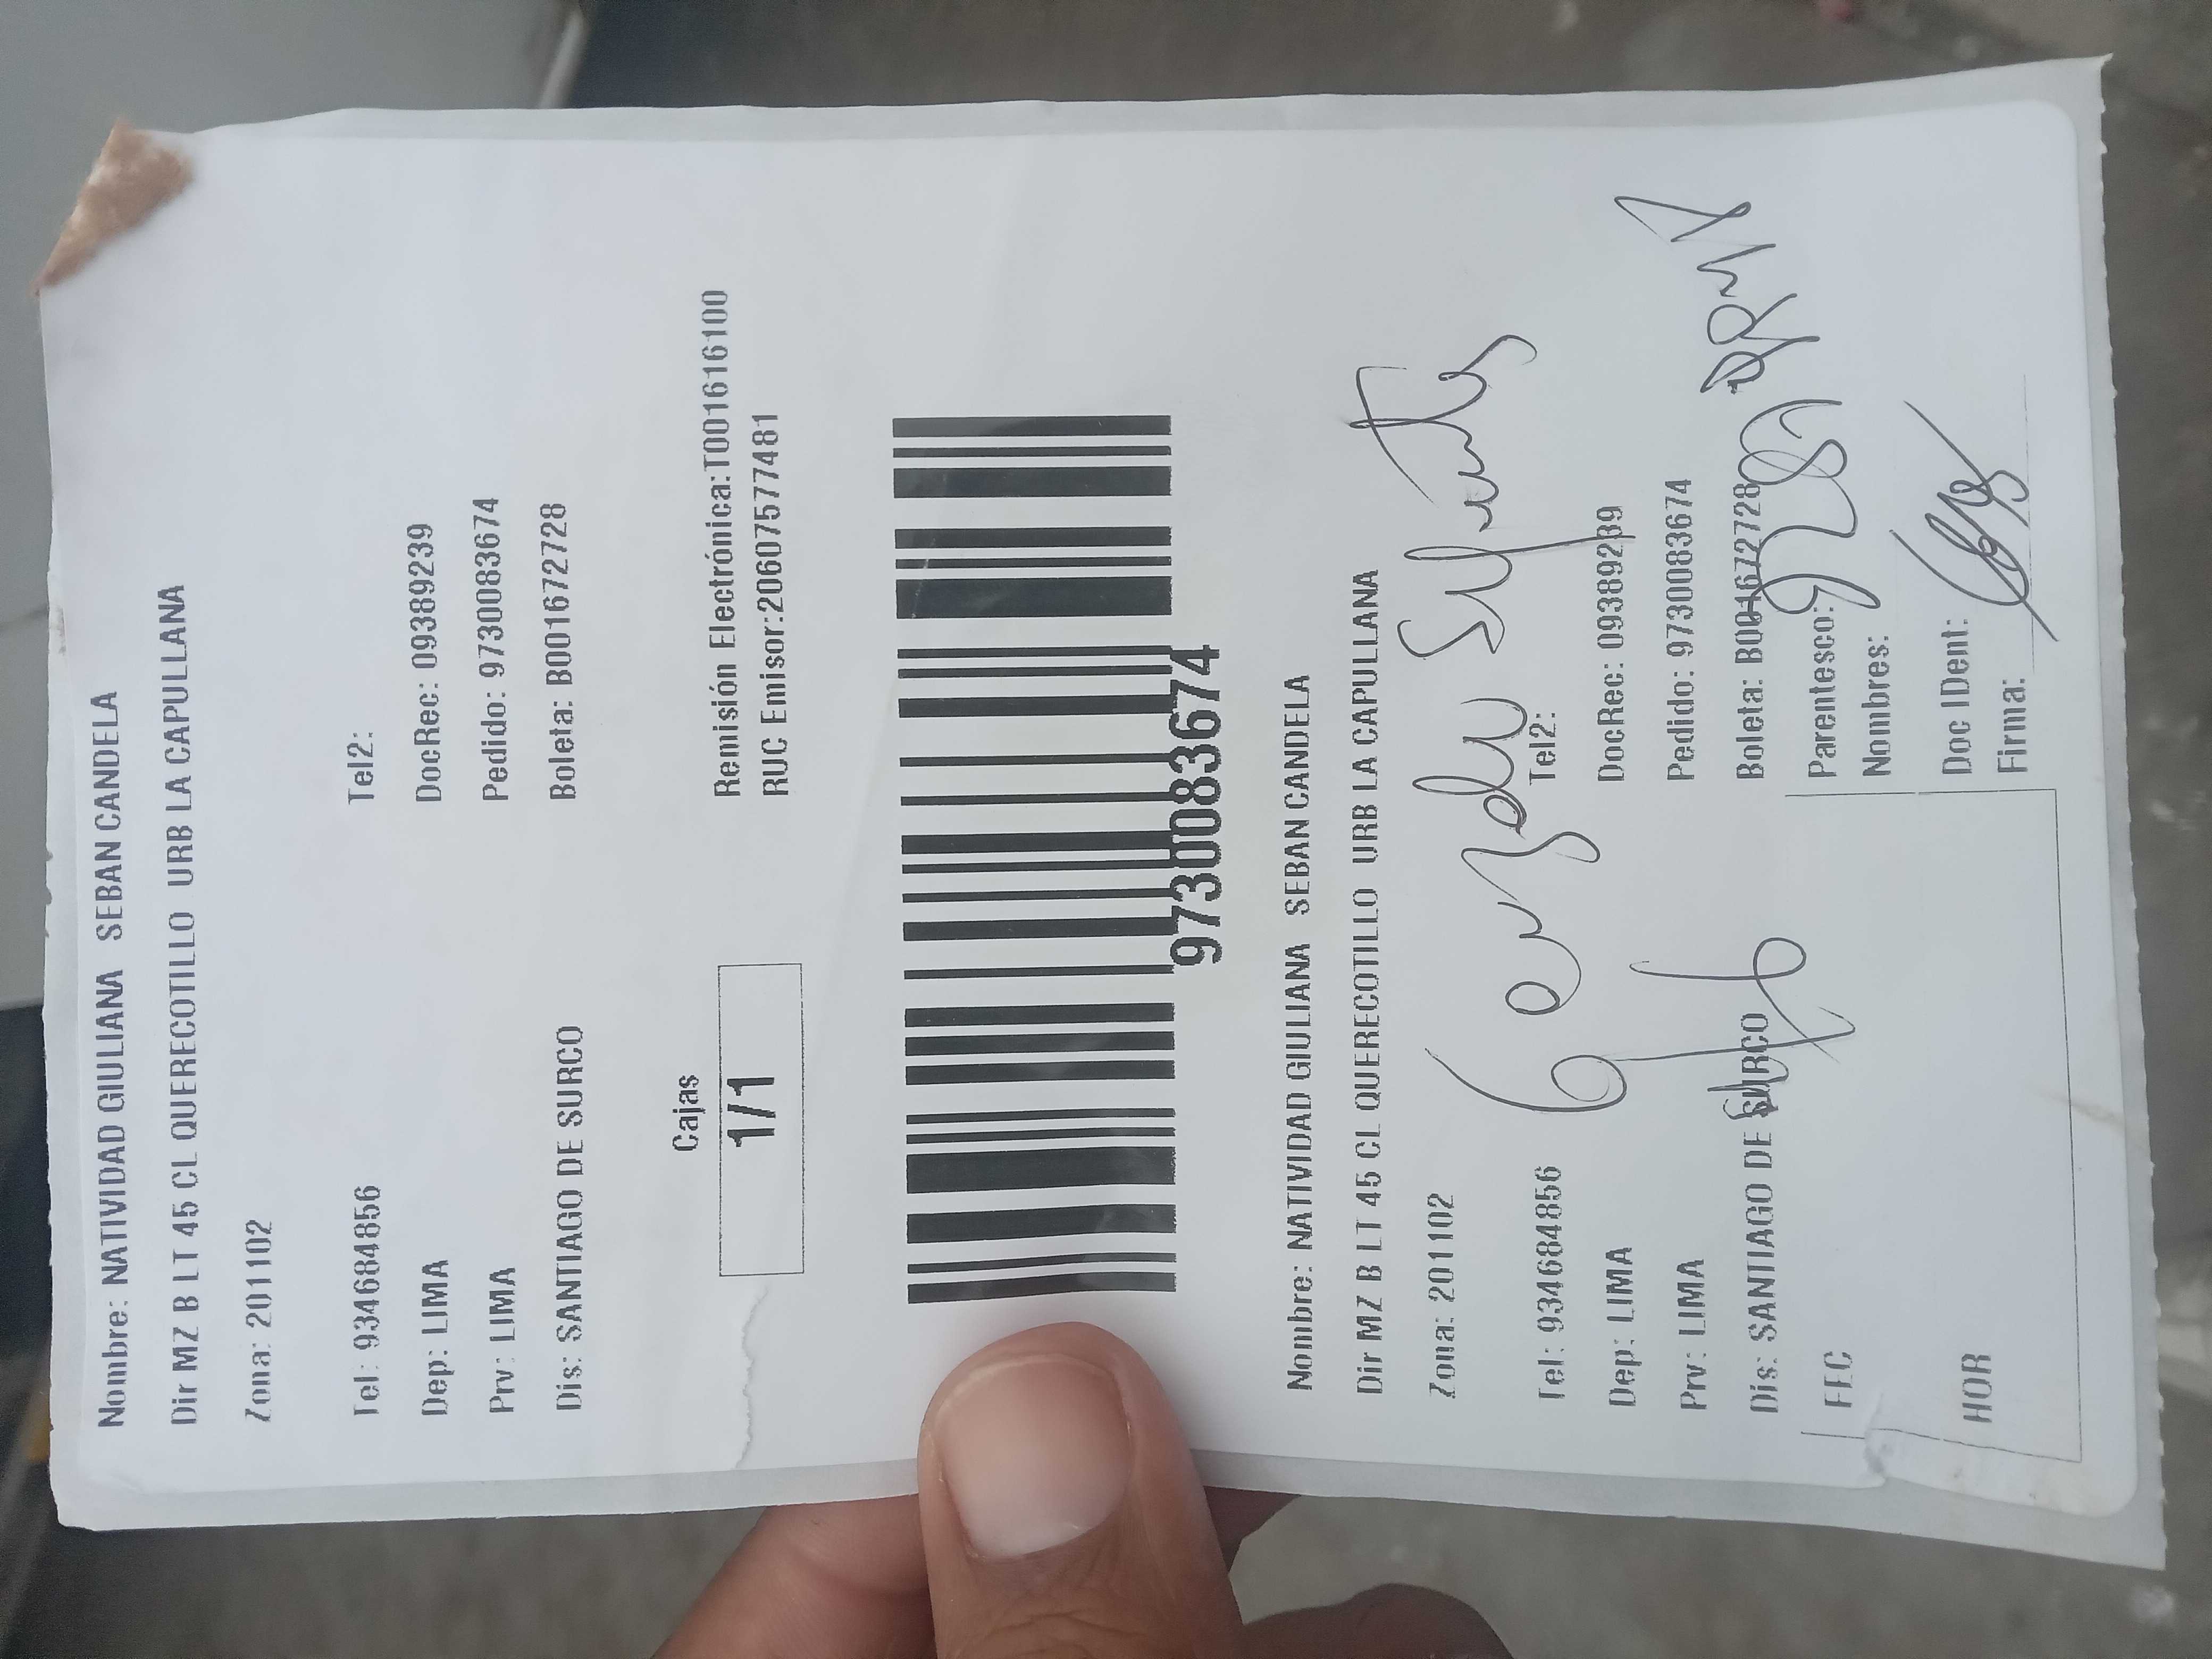 Nombre: NATIVIDAD GIULIANA SEBAN CANDELA
Dir MZ B LT 45 CL QUERECOTILLO URB LA CAPULLANA
Zona: 201102
Tel: 934684856 Tel2:
Dep: LIMA DocRec: 09389239
Prv: LIMA Pedido: 9730083674
Dis: SANTIAGO DE SURCO Boleta: B001672728
Cajas
1/1
Remisión Electrónica:T001616100
RUC Emisor:20607577481
9730083674
Nombre: NATIVIDAD GIULIANA SEBAN CANDELA
Dir MZ B LT 45 CL QUERECOTILLO URB LA CAPULLANA
Zona: 201102
Tel: 934684856 Tel2:
Dep: LIMA DocRec: 09389239
Prv: LIMA Pedido: 9730083674
Dis: SANTIAGO DE SURCO Boleta: B001672728
FEC Parentesco:
Nombres:
HOR Doc IDent:
Firma: